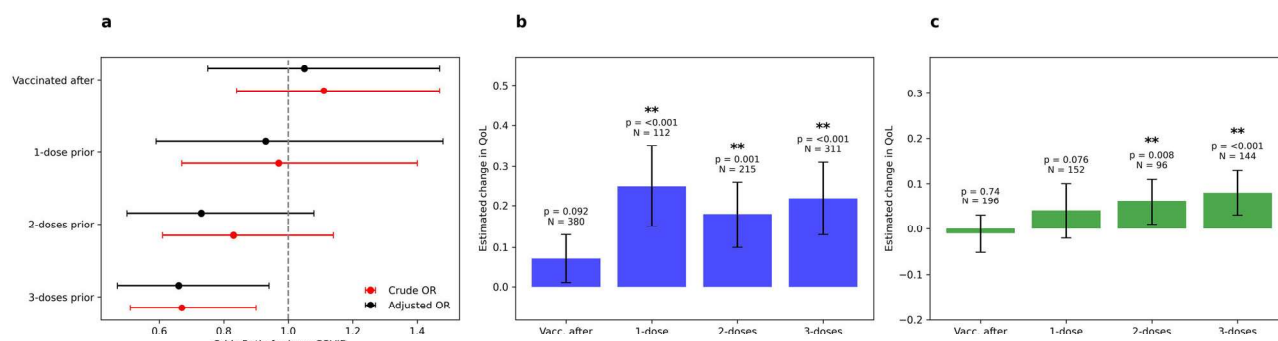 a
Vaccinated after
1-dose prior
2-doses prior
3-doses prior
Crude OR
Adjusted OR
0.6 0.8 1.0 1.2 1.4
b
Estimated change in QoL
0.5
0.4
0.3
0.2
0.1
0.0
p = 0.092
N = 380
**
p = <0.001
N = 112
**
p = 0.001
N = 215
**
p = <0.001
N = 311
Vacc. after 1-dose 2-doses 3-doses
c
Estimated change in QoL
0.3
0.2
0.1
0.0
−0.1
−0.2
p = 0.74
N = 196
p = 0.076
N = 152
**
p = 0.008
N = 96
**
p = <0.001
N = 144
Vacc. after 1-dose 2-doses 3-doses